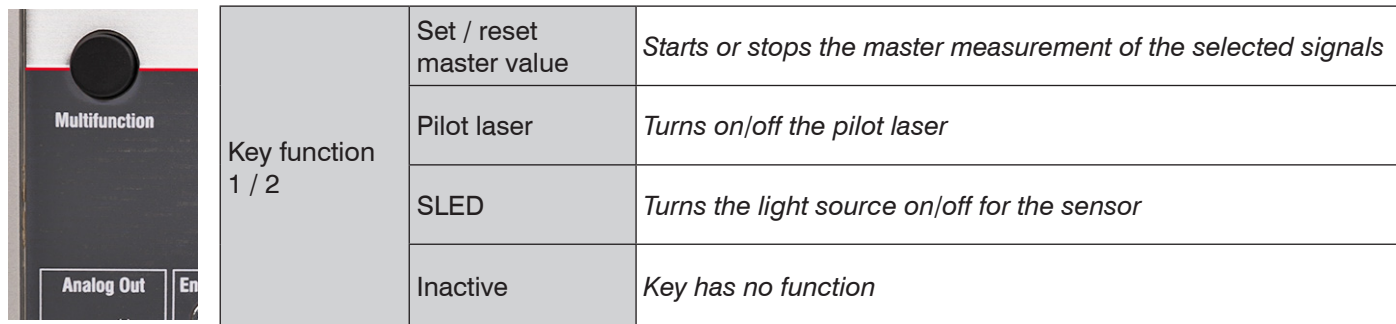 Multifunction
Analog Out
En
Key function
1 / 2
Set / reset
master value
Starts or stops the master measurement of the selected signals
Pilot laser
Turns on/off the pilot laser
SLED
Turns the light source on/off for the sensor
Inactive
Key has no function